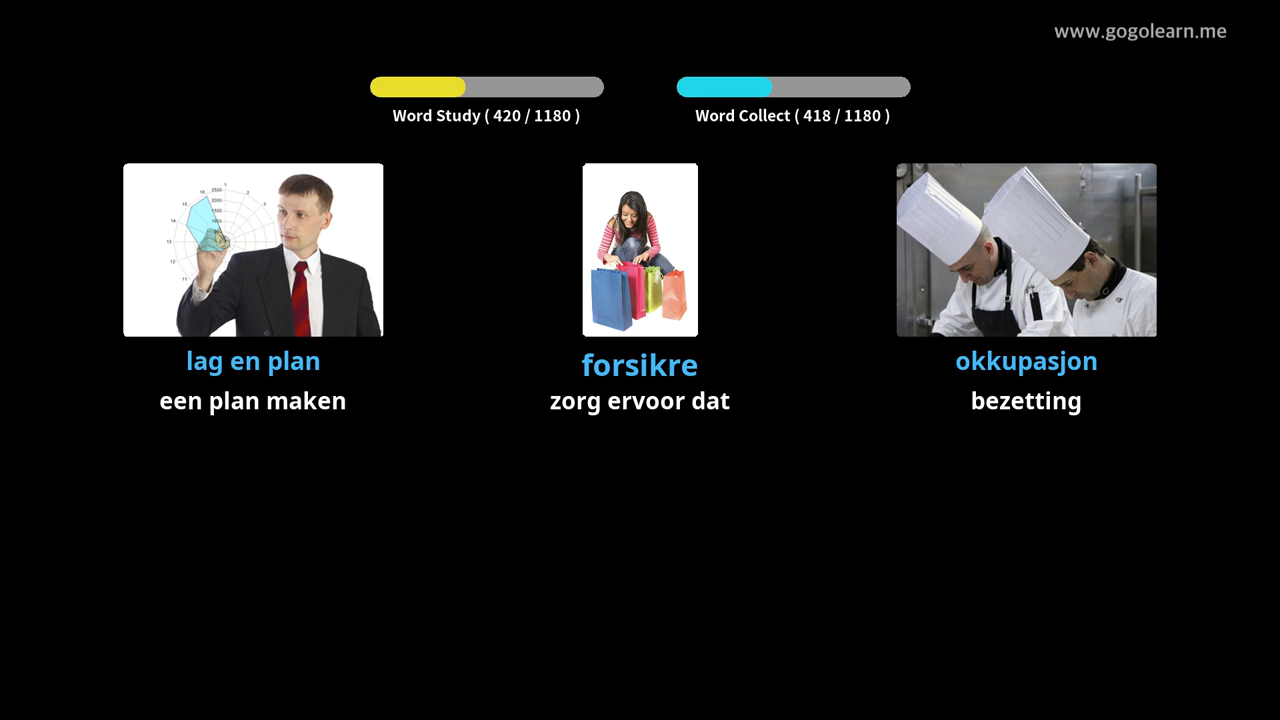 www.gogolearn.me
Word Study ( 420 / 1180 )
Word Collect ( 418 / 1180 )
lag en plan
forsikre
okkupasjon
een plan maken
zorg ervoor dat
bezetting